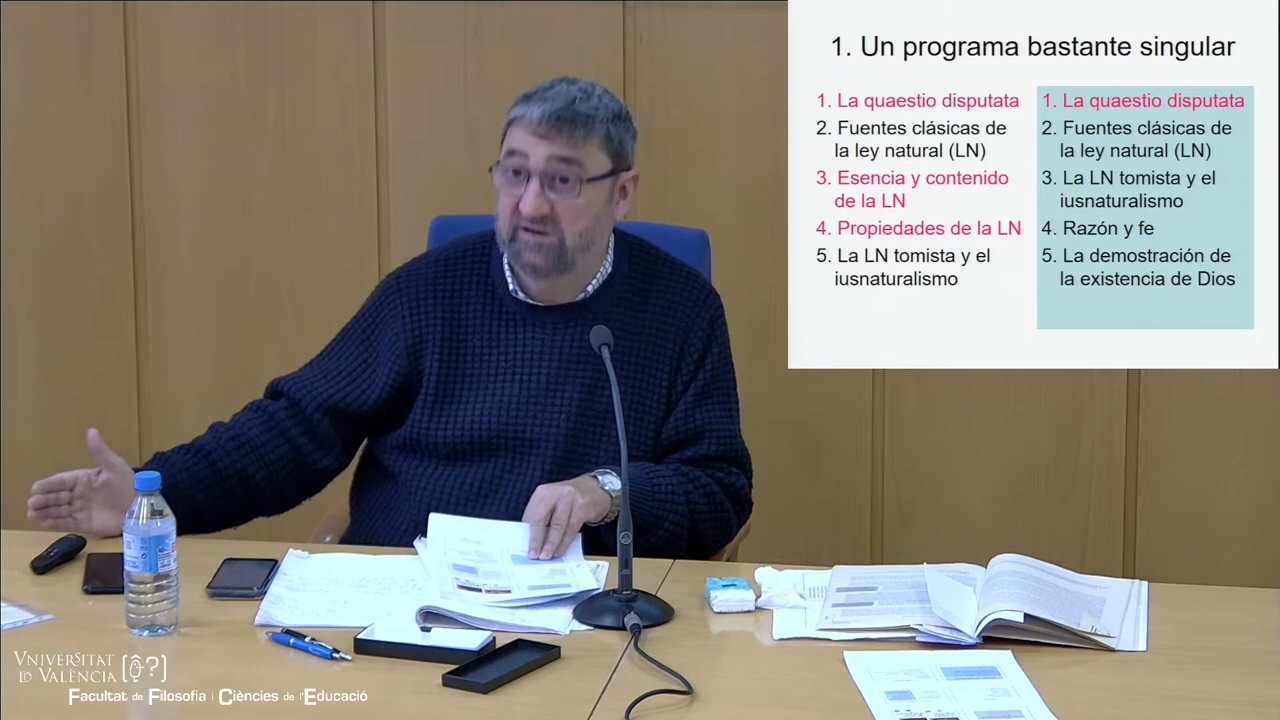 1. Un programa bastante singular
1. La quaestio disputata
2. Fuentes clásicas de
la ley natural (LN)
3. Esencia y contenido
de la LN
4. Propiedades de la LN
5. La LN tomista y el
iusnaturalismo
1. La quaestio disputata
2. Fuentes clásicas de
la ley natural (LN)
3. La LN tomista y el
iusnaturalismo
4. Razón y fe
5. La demostración de
la existencia de Dios
VNIVERSITAT
ID VALÈNCIA
Facultat de Filosofia i Ciències de l'Educació